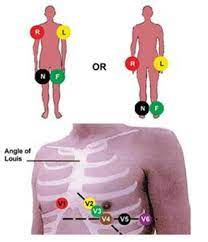 R L
OR
R L
N F
N F
Angle of
Louis
V1 V2
V3
V4 V5 V6